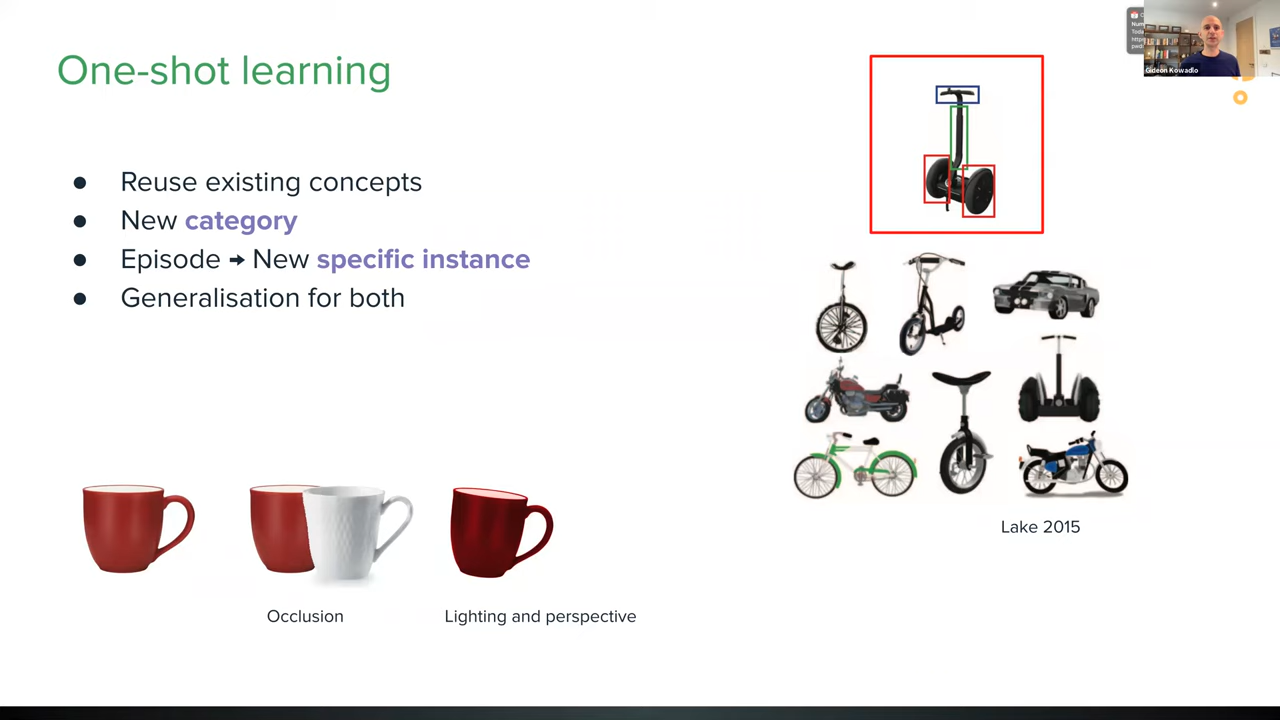 One-shot learning
● Reuse existing concepts
● New category
● Episode → New specific instance
● Generalisation for both
Lake 2015
Occlusion
Lighting and perspective
Gideon Kowadlo